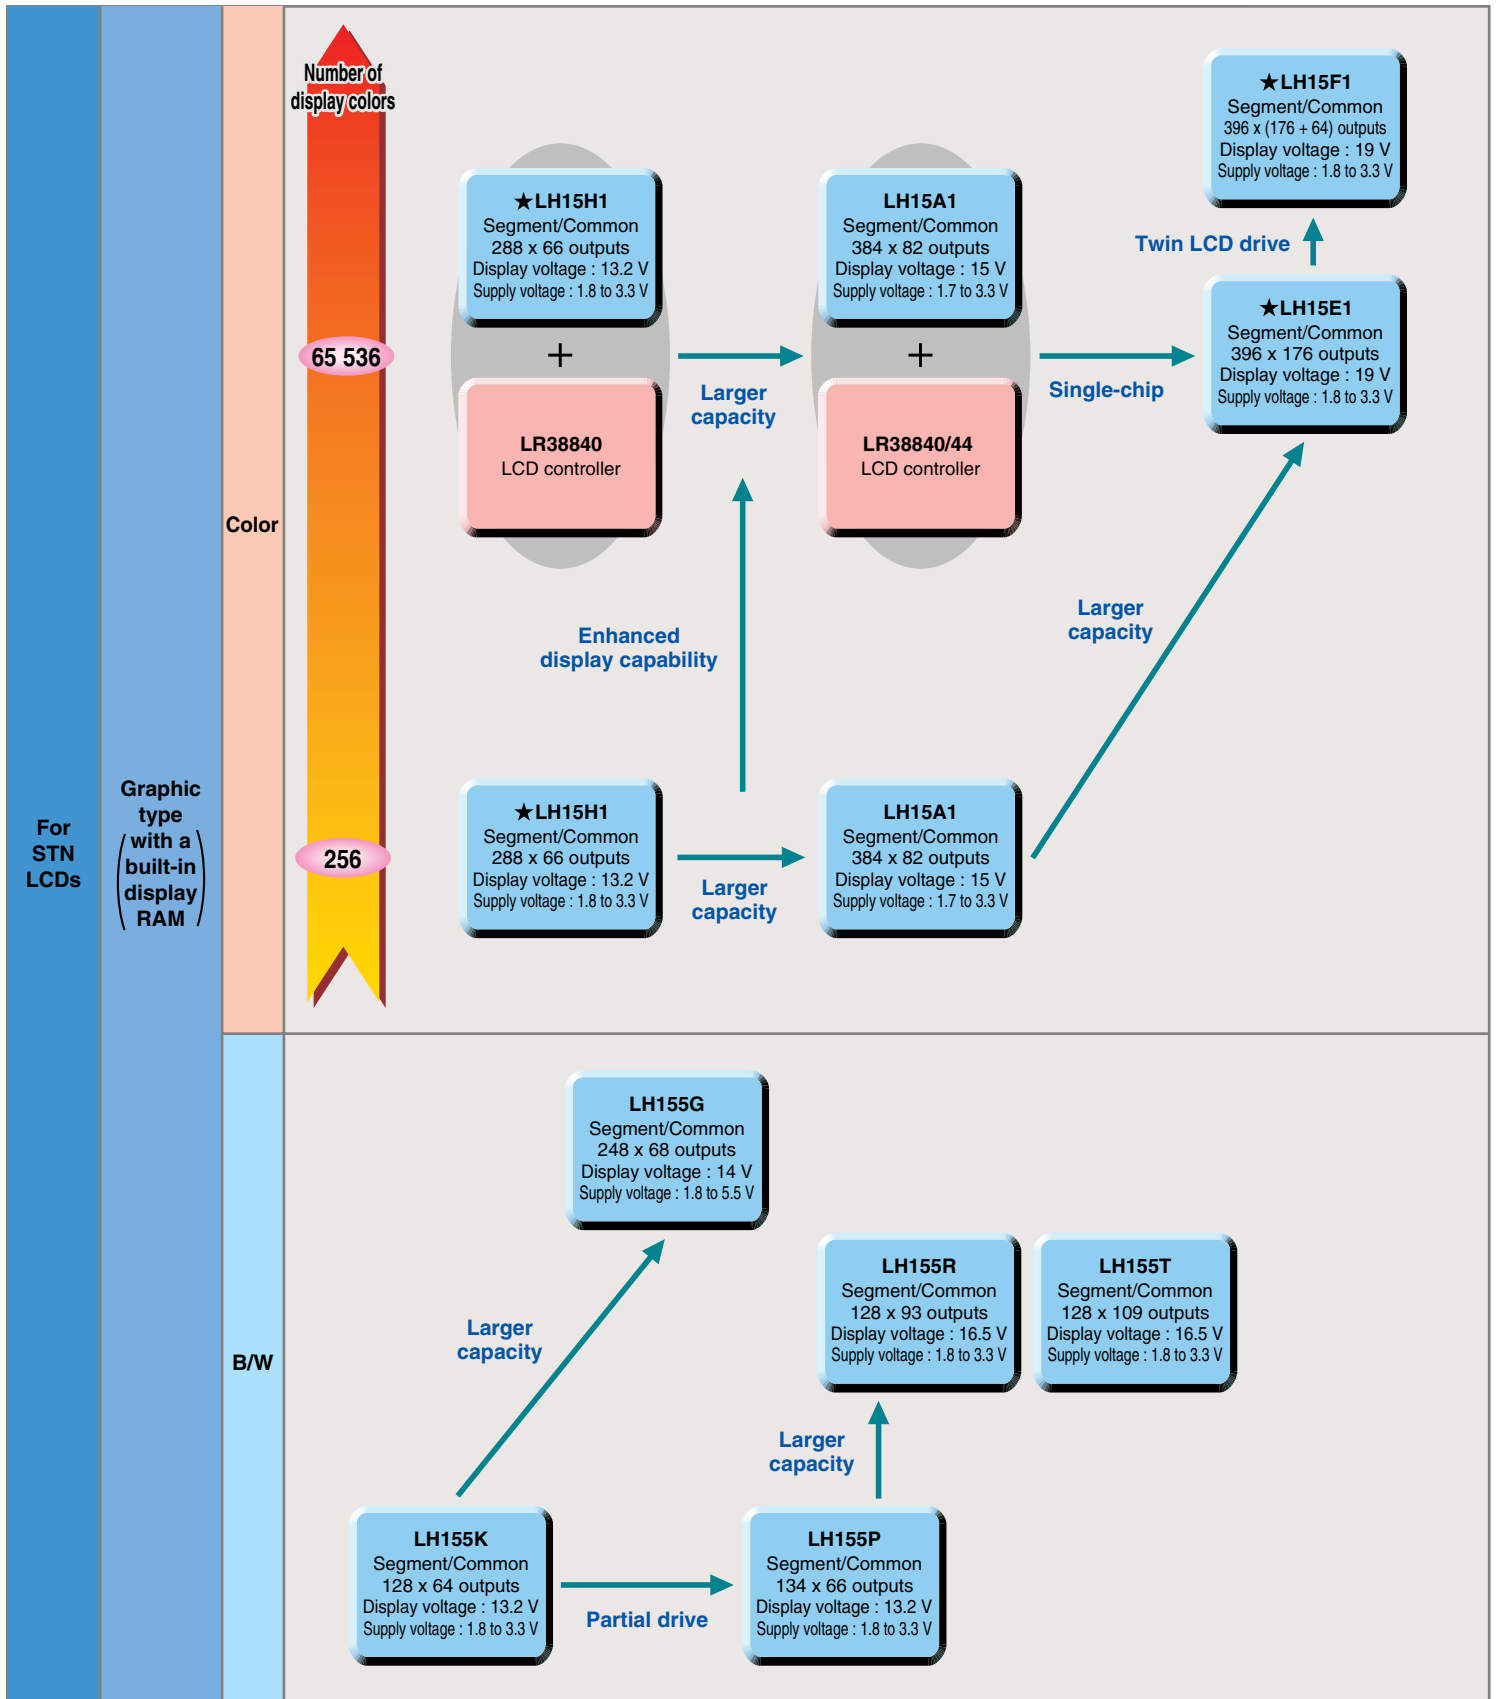 For
STN
LCDs
Graphic
type
(with a
built-in
display
RAM)
Color
Number of
display colors
65 536
256
★LH15H1
Segment/Common
288 x 66 outputs
Display voltage : 13.2 V
Supply voltage : 1.8 to 3.3 V
+
LR38840
LCD controller
Larger
capacity
LH15A1
Segment/Common
384 x 82 outputs
Display voltage : 15 V
Supply voltage : 1.7 to 3.3 V
+
LR38840/44
LCD controller
Single-chip
★LH15F1
Segment/Common
396 x (176 + 64) outputs
Display voltage : 19 V
Supply voltage : 1.8 to 3.3 V
Twin LCD drive
★LH15E1
Segment/Common
396 x 176 outputs
Display voltage : 19 V
Supply voltage : 1.8 to 3.3 V
Enhanced
display capability
Larger
capacity
★LH15H1
Segment/Common
288 x 66 outputs
Display voltage : 13.2 V
Supply voltage : 1.8 to 3.3 V
Larger
capacity
LH15A1
Segment/Common
384 x 82 outputs
Display voltage : 15 V
Supply voltage : 1.7 to 3.3 V
B/W
LH155G
Segment/Common
248 x 68 outputs
Display voltage : 14 V
Supply voltage : 1.8 to 5.5 V
Larger
capacity
LH155R
Segment/Common
128 x 93 outputs
Display voltage : 16.5 V
Supply voltage : 1.8 to 3.3 V
LH155T
Segment/Common
128 x 109 outputs
Display voltage : 16.5 V
Supply voltage : 1.8 to 3.3 V
Larger
capacity
LH155K
Segment/Common
128 x 64 outputs
Display voltage : 13.2 V
Supply voltage : 1.8 to 3.3 V
Partial drive
LH155P
Segment/Common
134 x 66 outputs
Display voltage : 13.2 V
Supply voltage : 1.8 to 3.3 V